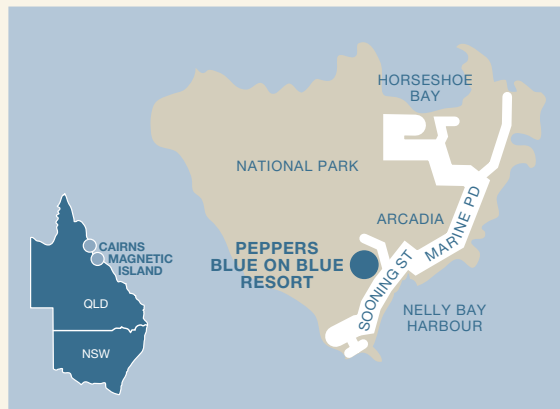 HORSESHOE
BAY
NATIONAL PARK
ARCADIA
MARINE PD
PEPPERS
BLUE ON BLUE
RESORT
SOONING ST
NELLY BAY
HARBOUR
CAIRNS
MAGNETIC
ISLAND
QLD
NSW